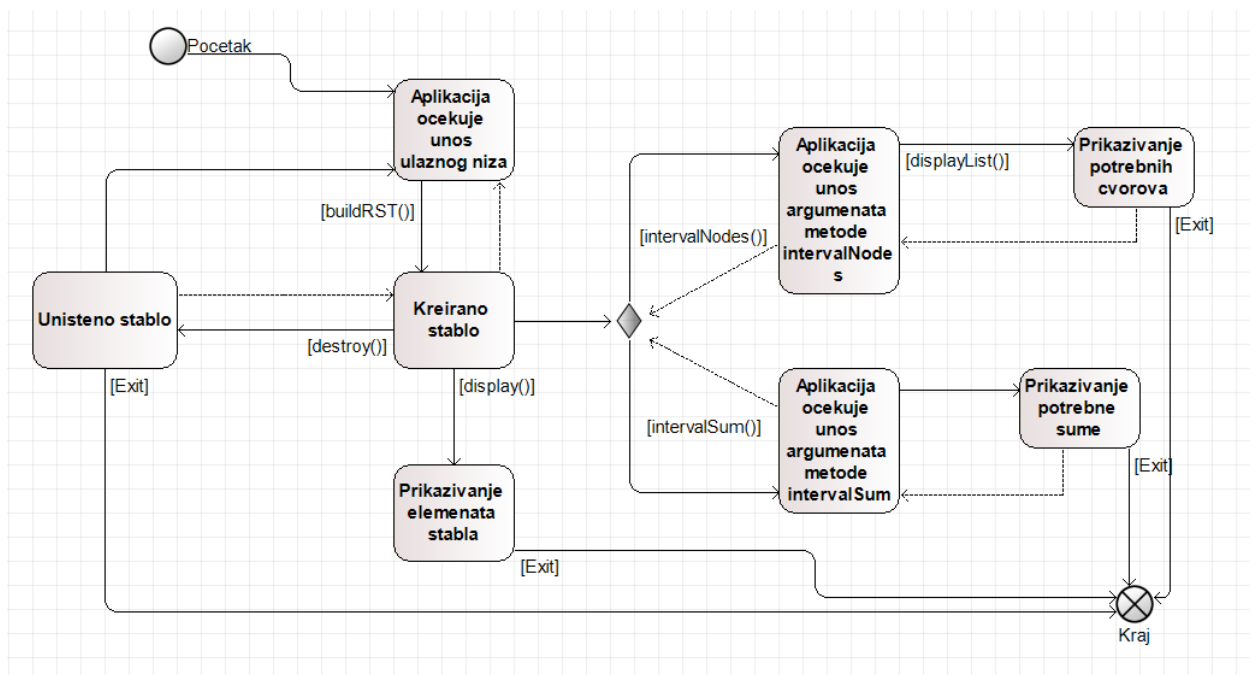 Pocetak
Aplikacija
ocekuje
unos
ulaznog niza
[buildRST()]
Unisteno stablo
Kreirano
stablo
[destroy()]
[display()]
[Exit]
Prikazivanje
elemenata
stabla
[Exit]
Aplikacija
ocekuje
unos
argumenata
metode
intervalNode
s
[displayList()]
Prikazivanje
potrebnih
cvorova
[intervalNodes()]
[Exit]
Aplikacija
ocekuje
unos
argumenata
metode
intervalSum
[intervalSum()]
Prikazivanje
potrebne
sume
[Exit]
Kraj